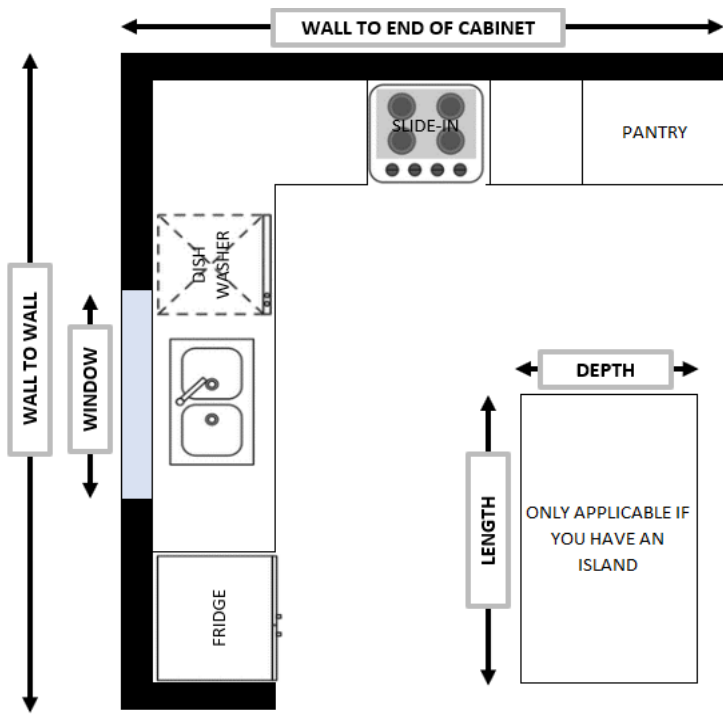 WALL TO END OF CABINET
SLIDE-IN
PANTRY
DISH
WASHER
WALL TO WALL
WINDOW
DEPTH
LENGTH
ONLY APPLICABLE IF
YOU HAVE AN
ISLAND
FRIDGE